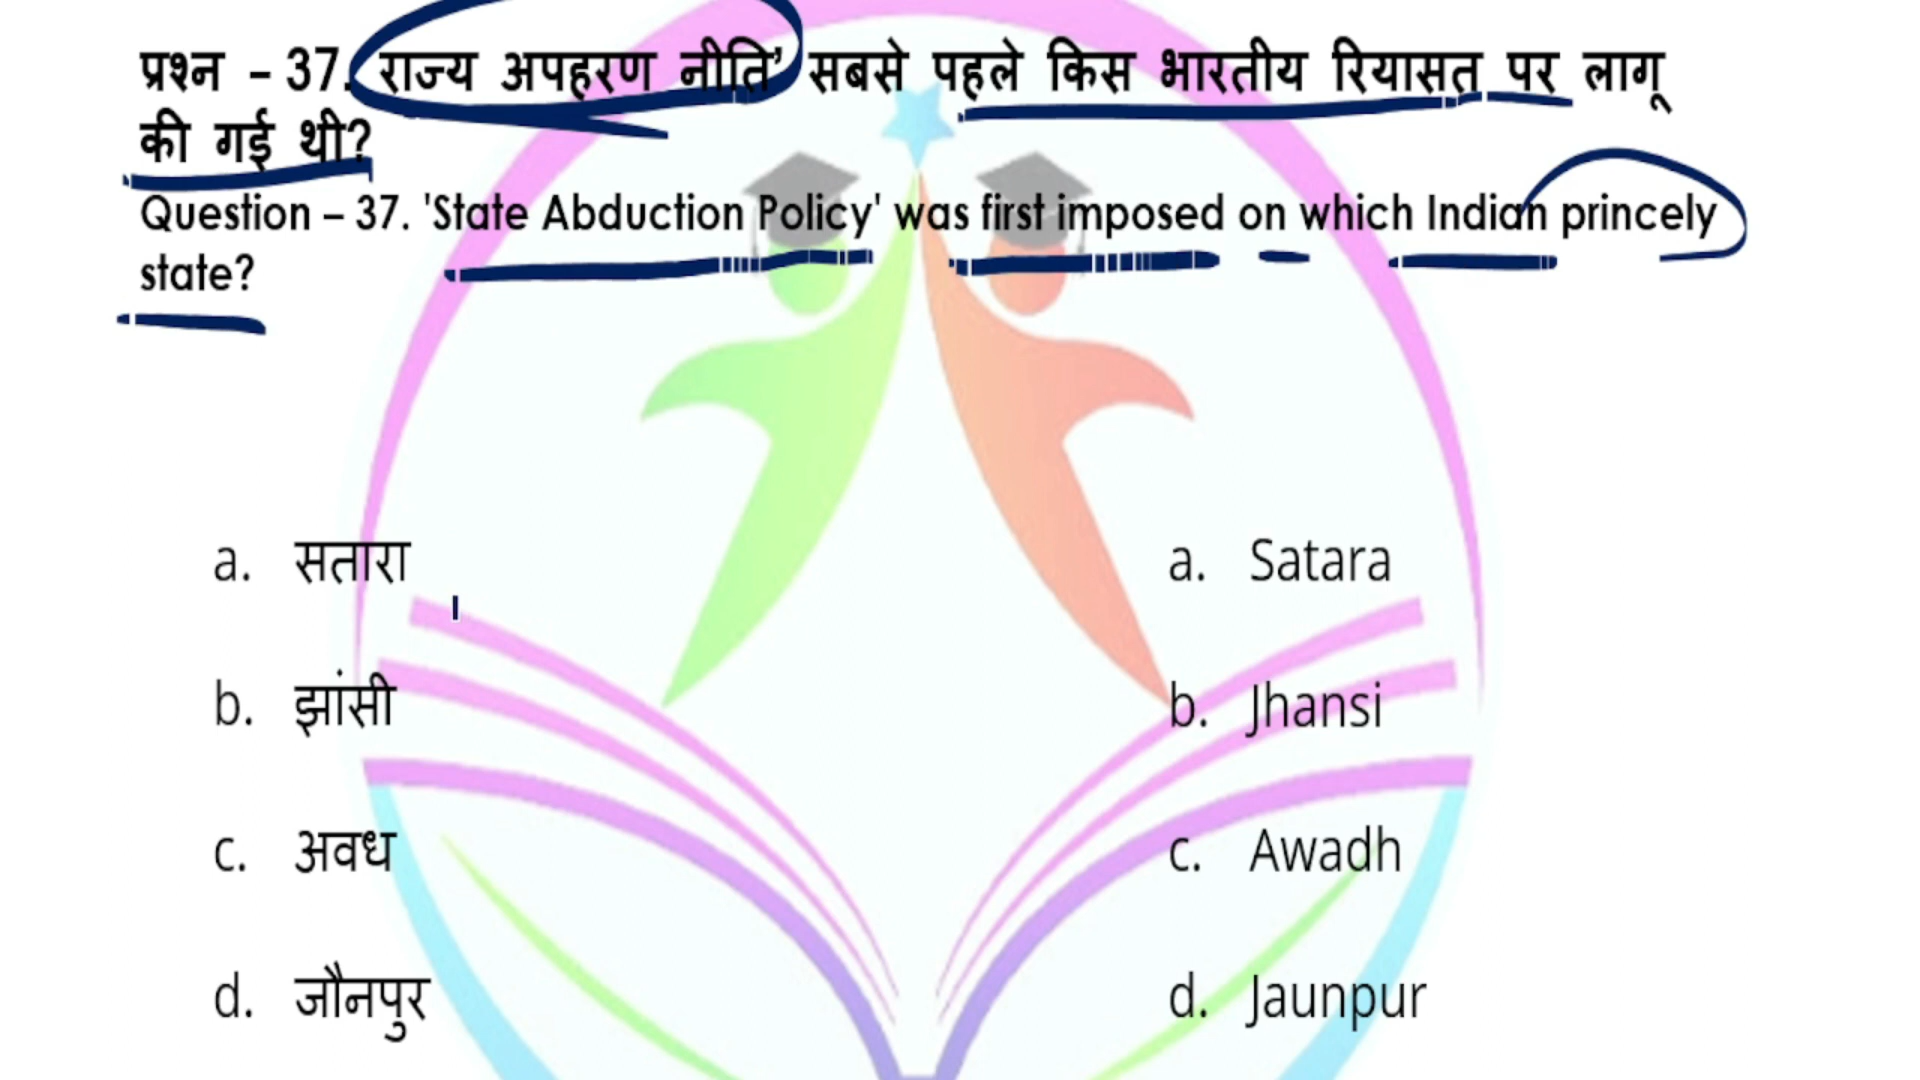 प्रश्न – 37. राज्य अपहरण नीति’ सबसे पहले किस भारतीय रियासत पर लागू
की गई थी?
Question – 37. 'State Abduction Policy' was first imposed on which Indian princely
state?
a. सतारा
b. झांसी
c. अवध
d. जौनपुर
a. Satara
b. Jhansi
c. Awadh
d. Jaunpur